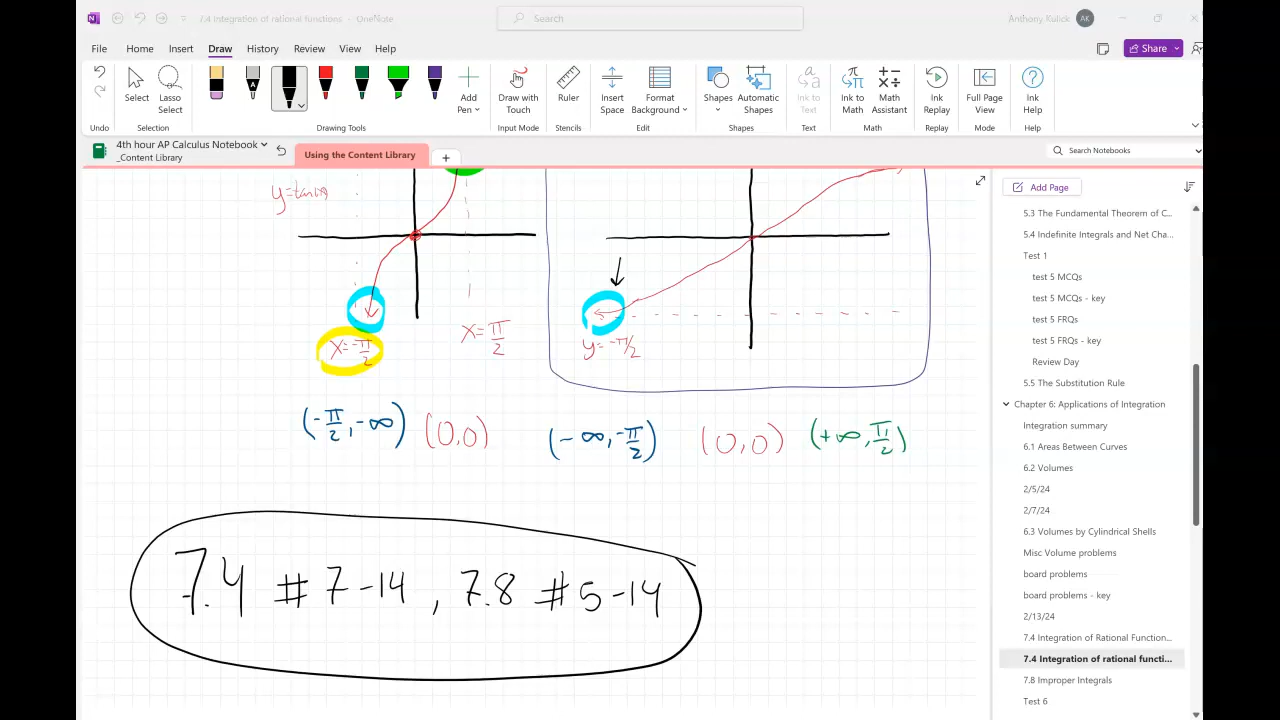 7.4 Integration of rational functions - OneNote
Search
Anthony Kulick
AK
File Home Insert Draw History Review View Help
Share
Select
Lasso Select
Add Pen
Draw with Touch
Ruler
Insert Space
Format Background
Shapes
Automatic Shapes
Ink to Text
Ink to Math
Math Assistant
Ink Replay
Full Page View
Ink Help
Undo
Selection
Drawing Tools
Input Mode
Stencils
Edit
Shapes
Text
Math
Replay
Mode
Help
4th hour AP Calculus Notebook
_Content Library
Using the Content Library
+
Search Notebooks
Add Page
x = -π/2
x = π/2
y = -π/2
(-π/2, -∞) (0,0)
(-∞, -π/2) (0,0) (+∞, π/2)
7.4 # 7-14, 7.8 # 5-14
5.3 The Fundamental Theorem of C...
5.4 Indefinite Integrals and Net Cha...
Test 1
test 5 MCQs
test 5 MCQs - key
test 5 FRQs
test 5 FRQs - key
Review Day
5.5 The Substitution Rule
Chapter 6: Applications of Integration
Integration summary
6.1 Areas Between Curves
6.2 Volumes
2/5/24
2/7/24
6.3 Volumes by Cylindrical Shells
Misc Volume problems
board problems
board problems - key
2/13/24
7.4 Integration of Rational Function...
7.4 Integration of rational functi...
7.8 Improper Integrals
Test 6